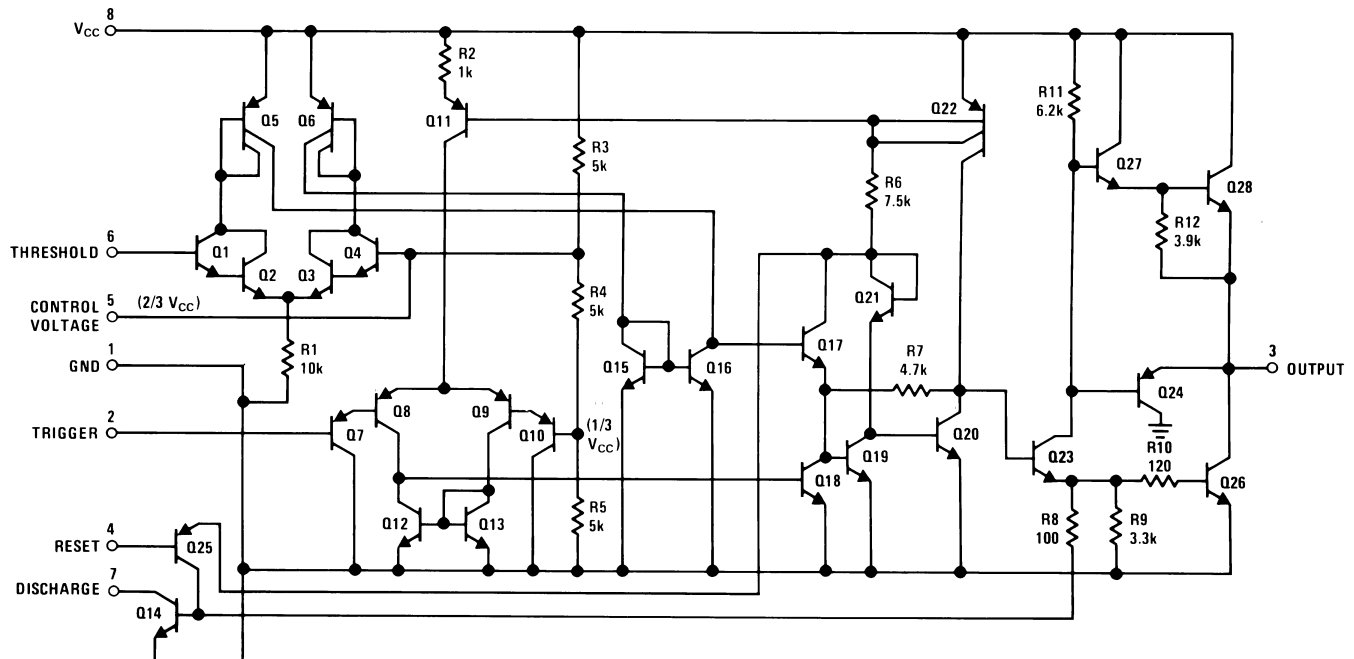 8
VCC
R2
1k
Q5
Q6
Q11
Q22
R11
6.2k
R3
5k
Q27
R6
7.5k
Q28
R12
3.9k
6
THRESHOLD
Q1
Q2
Q3
Q4
CONTROL
VOLTAGE
5
(2/3 VCC)
R4
5k
Q21
1
GND
R1
10k
Q15
Q16
Q17
R7
4.7k
3
OUTPUT
2
TRIGGER
Q7
Q8
Q9
Q10
(1/3
VCC)
Q18
Q19
Q20
Q23
Q24
R10
120
Q26
4
RESET
Q25
Q12
Q13
R5
5k
R8
100
R9
3.3k
7
DISCHARGE
Q14